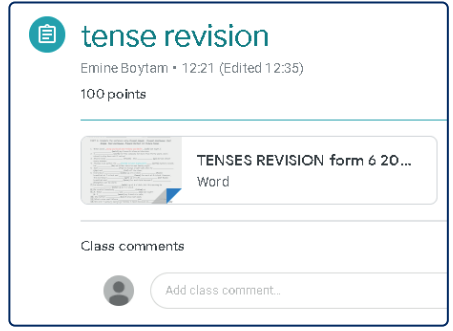 tense revision
Emine Boytam • 12:21 (Edited 12:35)
100 points
TENSES REVISION form 6 20...
Word
Class comments
Add class comment...